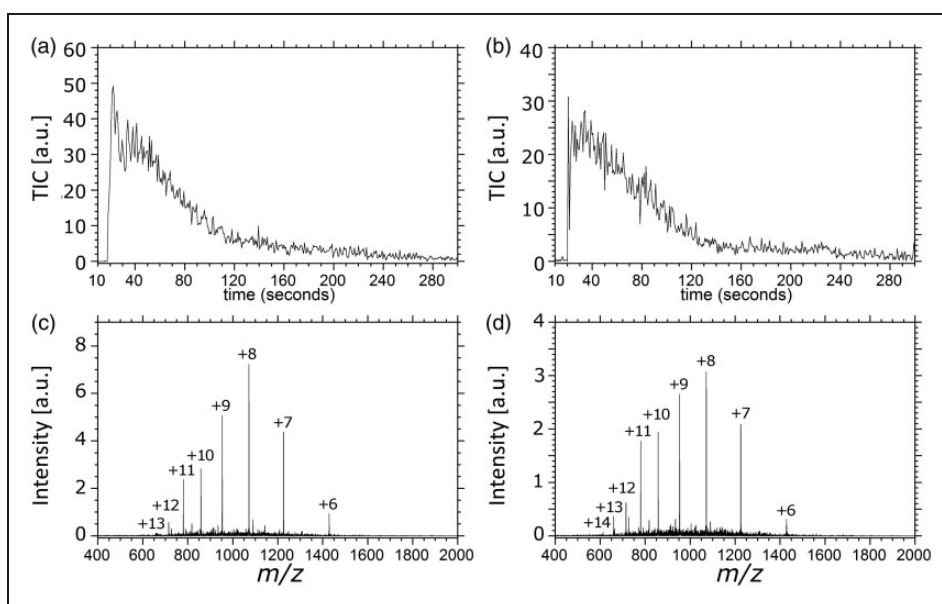 (a)
60
50
40
30
20
10
0
TIC [a.u.]
10 40 80 120 160 200 240 280
time (seconds)
(b)
40
30
20
10
0
TIC [a.u.]
10 40 80 120 160 200 240 280
time (seconds)
(c)
8
6
4
2
0
Intensity [a.u.]
+13
+12
+11
+10
+9
+8
+7
+6
400 600 800 1000 1200 1400 1600 1800 2000
m/z
(d)
4
3
2
1
0
Intensity [a.u.]
+14
+13
+12
+11
+10
+9
+8
+7
+6
400 600 800 1000 1200 1400 1600 1800 2000
m/z